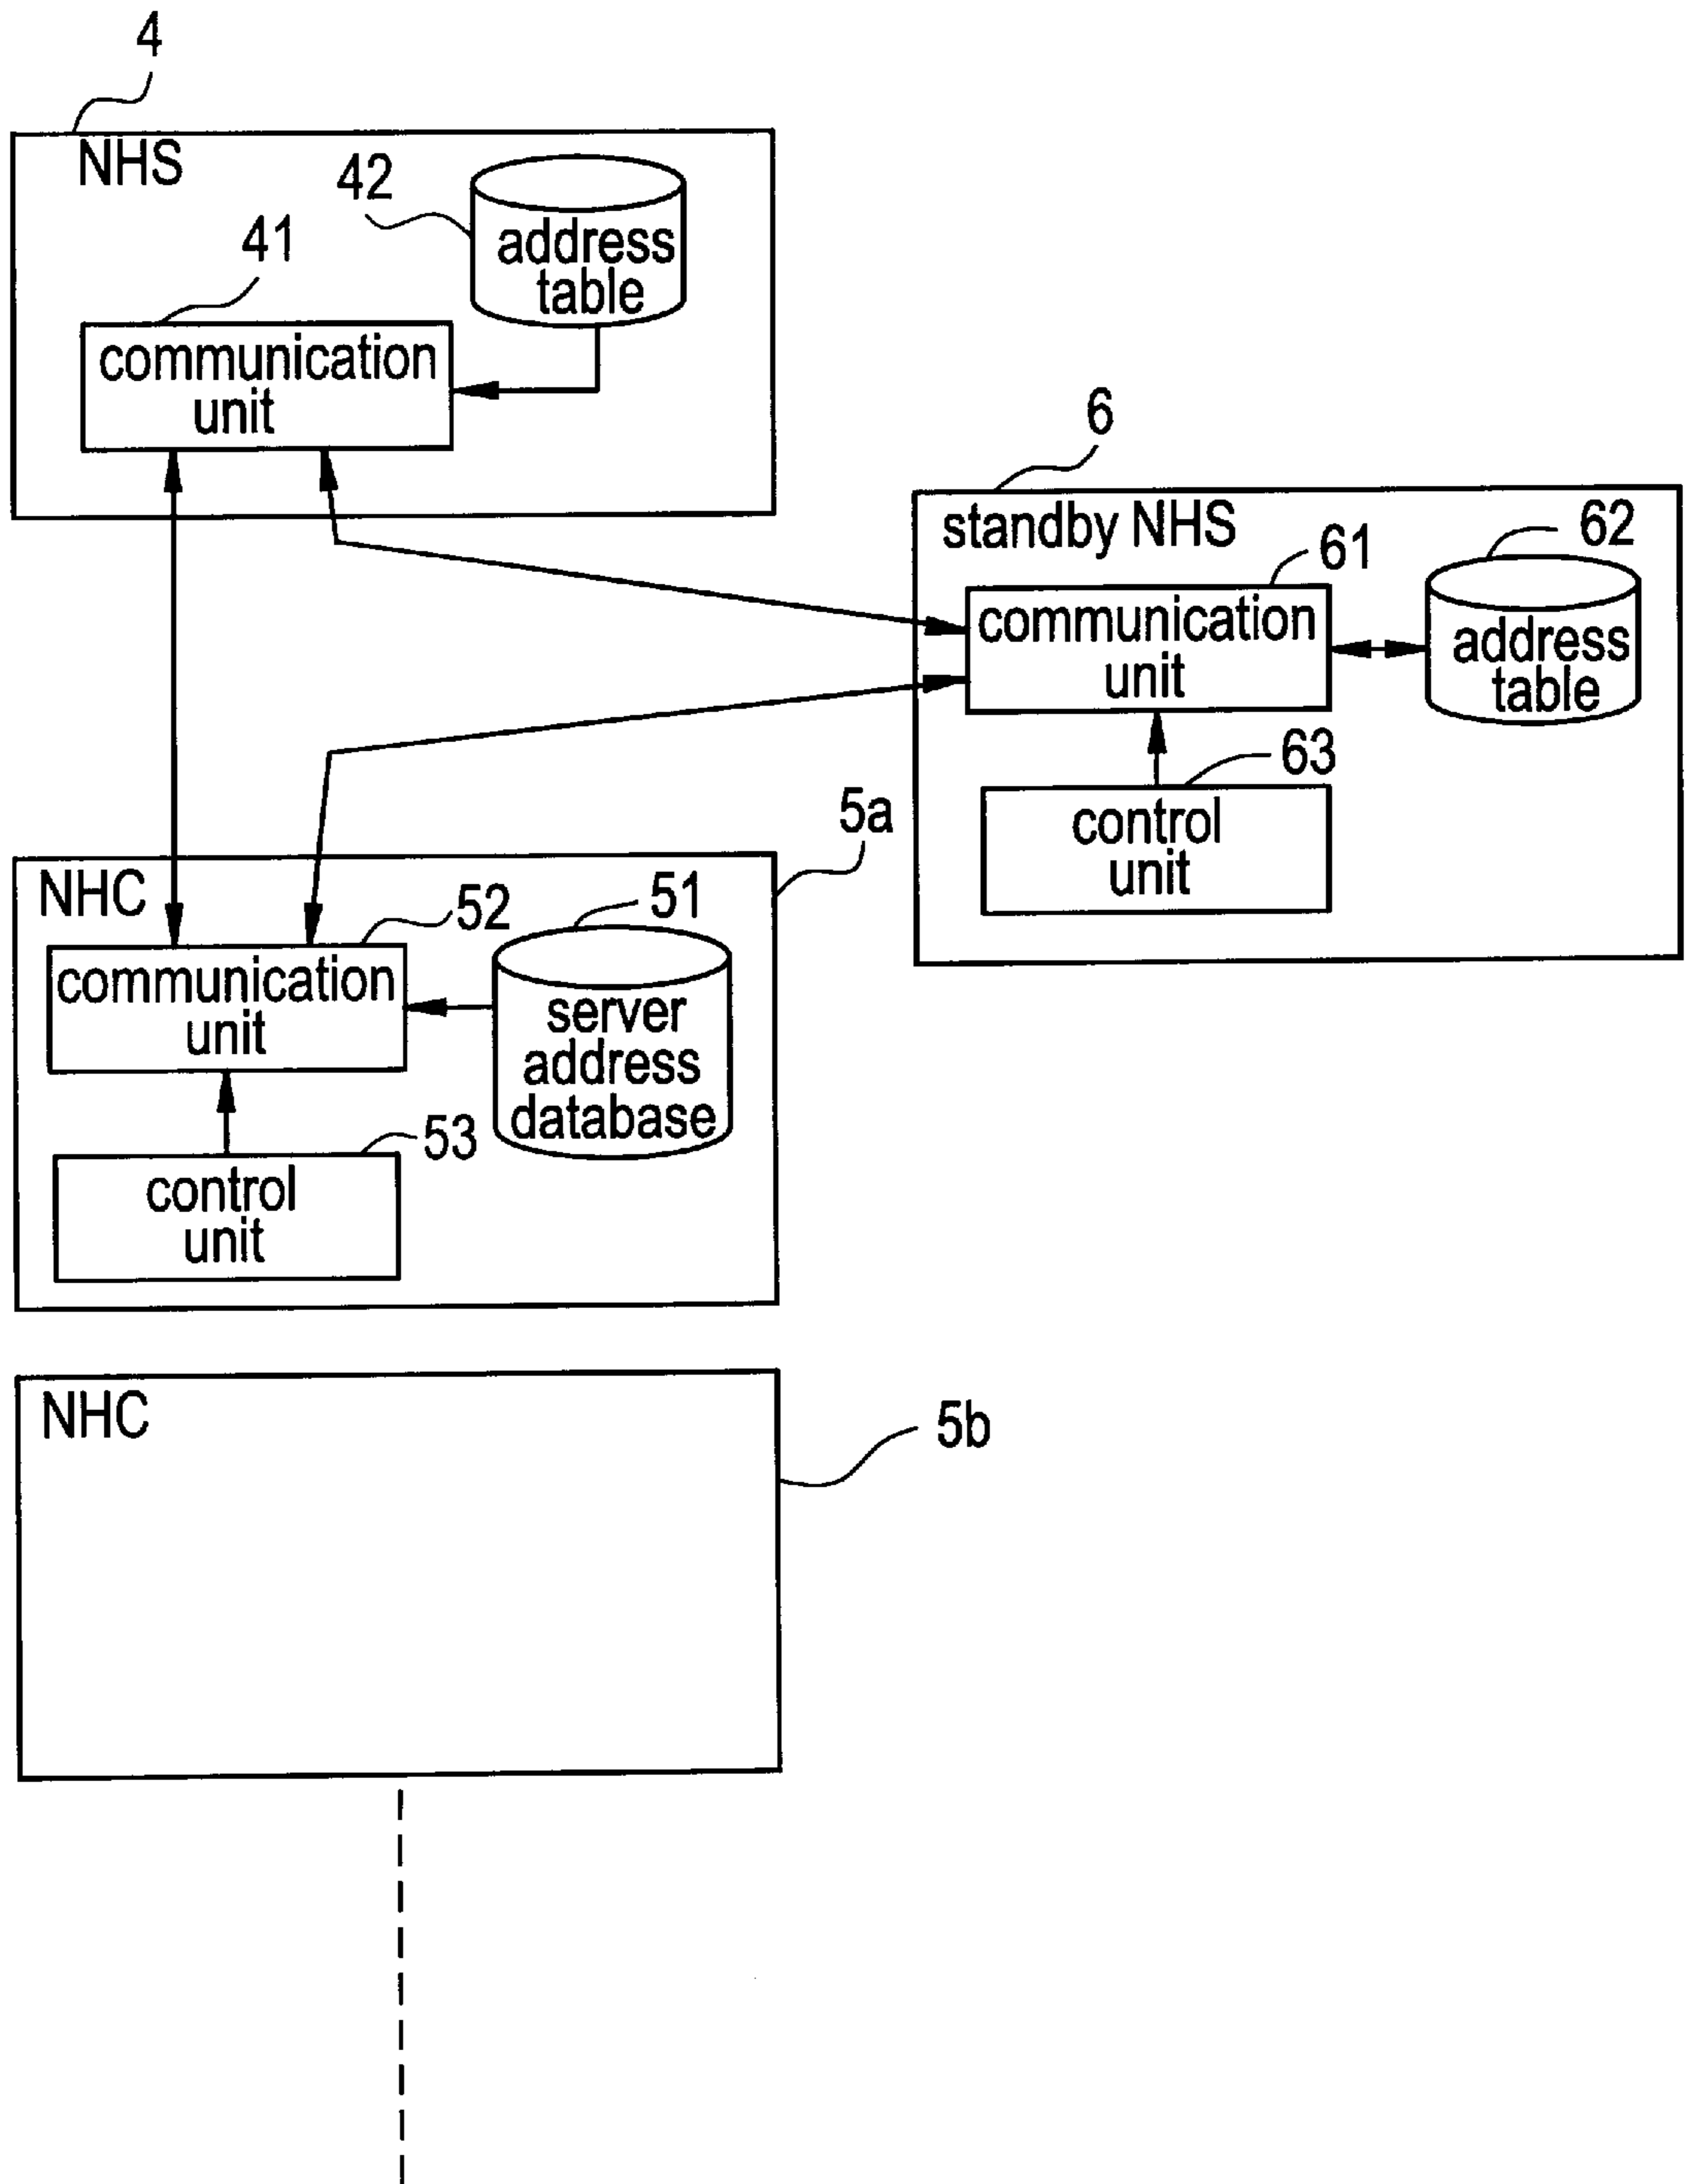 4
NHS
42
address
table
41
communication
unit
6
standby NHS
61
62
communication
unit
address
table
63
control
unit
5a
NHC
52
51
communication
unit
server
address
database
53
control
unit
NHC
5b